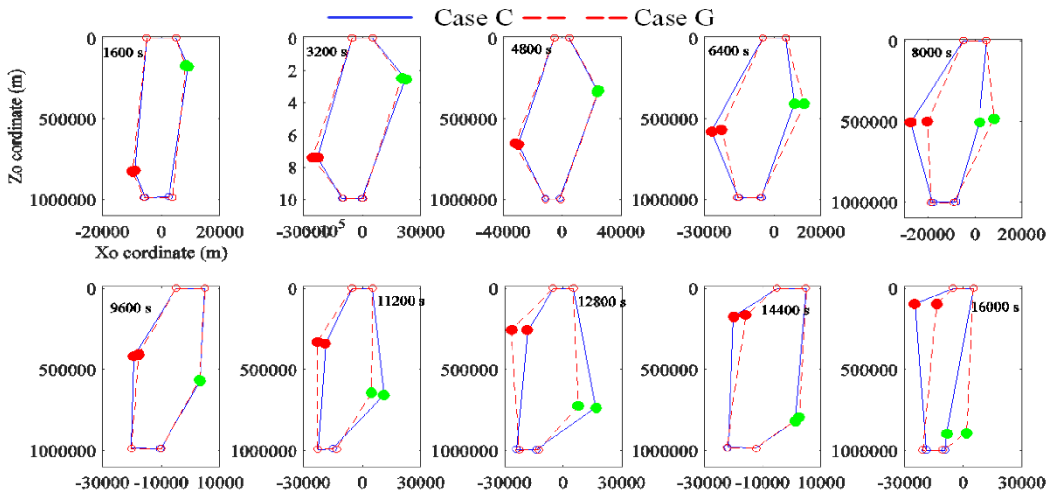 Case C Case G
0 0 0 0 0
1600 s 3200 s 4800 s 6400 s 8000 s
2
500000 4 500000 500000 500000
6
8
1000000 10 1000000 1000000 1000000
-20000 0 20000 -30000 10^5 0 30000 -40000 0 40000 -30000 0 30000 -20000 0 20000
Zo cordinate (m)
Xo cordinate (m)
0 0 0 0 0
9600 s 11200 s 12800 s 14400 s 16000 s
500000 500000 500000 500000 500000
1000000 1000000 1000000 1000000 1000000
-30000 -10000 10000 -30000 0 30000 -30000 0 30000 -30000 -10000 10000 -30000 0 30000